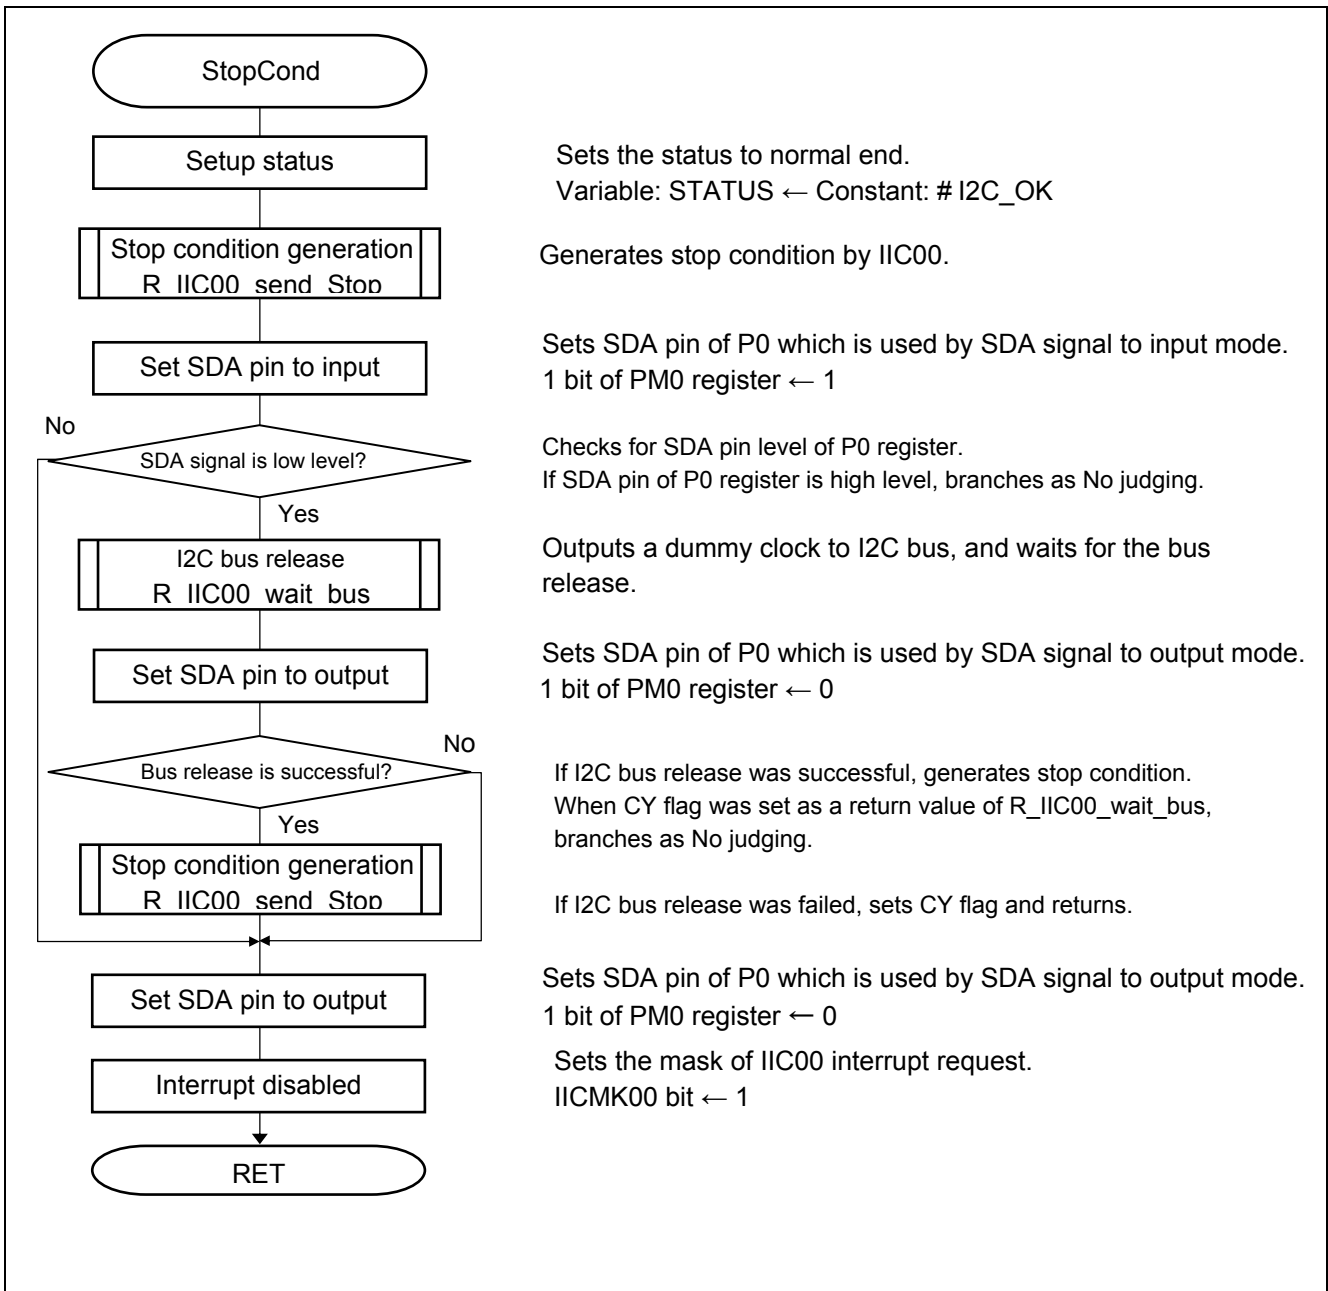 StopCond
Setup status
Sets the status to normal end.
Variable: STATUS ← Constant: # I2C_OK
Stop condition generation
R_IIC00_send_Stop
Generates stop condition by IIC00.
Set SDA pin to input
Sets SDA pin of P0 which is used by SDA signal to input mode.
1 bit of PM0 register ← 1
No
SDA signal is low level?
Checks for SDA pin level of P0 register.
If SDA pin of P0 register is high level, branches as No judging.
Yes
I2C bus release
R_IIC00_wait_bus
Outputs a dummy clock to I2C bus, and waits for the bus
release.
Set SDA pin to output
Sets SDA pin of P0 which is used by SDA signal to output mode.
1 bit of PM0 register ← 0
No
Bus release is successful?
If I2C bus release was successful, generates stop condition.
When CY flag was set as a return value of R_IIC00_wait_bus,
branches as No judging.
Yes
Stop condition generation
R_IIC00_send_Stop
If I2C bus release was failed, sets CY flag and returns.
Set SDA pin to output
Sets SDA pin of P0 which is used by SDA signal to output mode.
1 bit of PM0 register ← 0
Interrupt disabled
Sets the mask of IIC00 interrupt request.
IICMK00 bit ← 1
RET